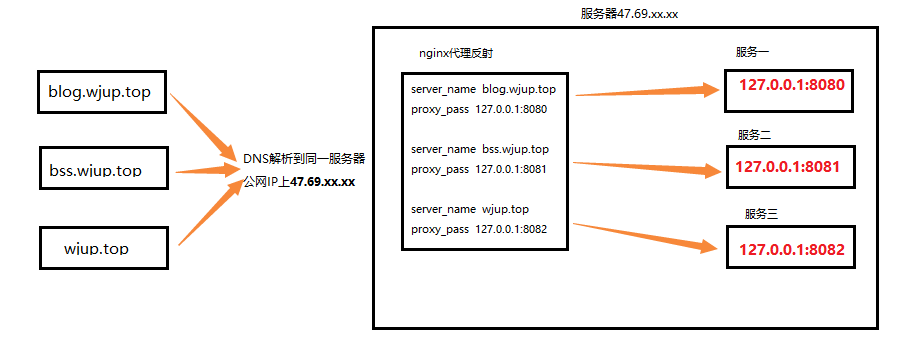 服务器47.69.xx.xx
blog.wjup.top
bss.wjup.top
wjup.top
DNS解析到同一服务器
公网IP上47.69.xx.xx
nginx代理反射
server_name blog.wjup.top
proxy_pass 127.0.0.1:8080
server_name bss.wjup.top
proxy_pass 127.0.0.1:8081
server_name wjup.top
proxy_pass 127.0.0.1:8082
服务一
127.0.0.1:8080
服务二
127.0.0.1:8081
服务三
127.0.0.1:8082